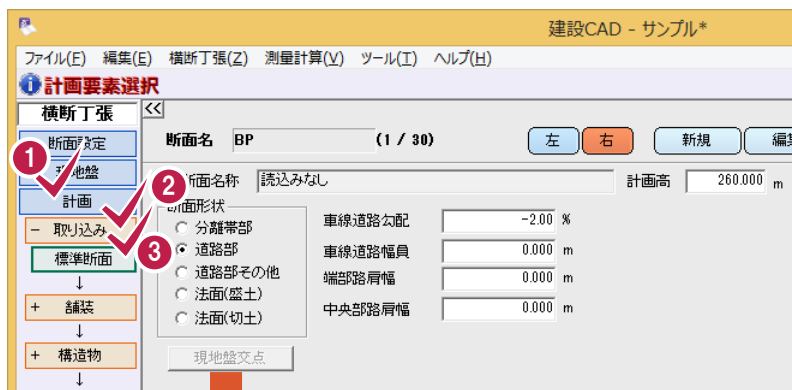 建設CAD - サンプル*
ファイル(F) 編集(E) 横断丁張(Z) 測量計算(V) ツール(T) ヘルプ(H)
計画要素選択
横断丁張 <<
断面設定 断面名 BP (1 / 30) 左 右 新規 編集
1 地盤 2 断面名称 読込みなし 計画高 260.000 m
計画 断面形状
- 取り込み 3 分離帯部 車線道路勾配 -2.00 %
標準断面 道路部 車線道路幅員 0.000 m
↓ 道路部その他 端部路肩幅 0.000 m
+ 舗装 法面(盛土) 中央部路肩幅 0.000 m
↓ 法面(切土)
+ 構造物 現地盤交点
↓